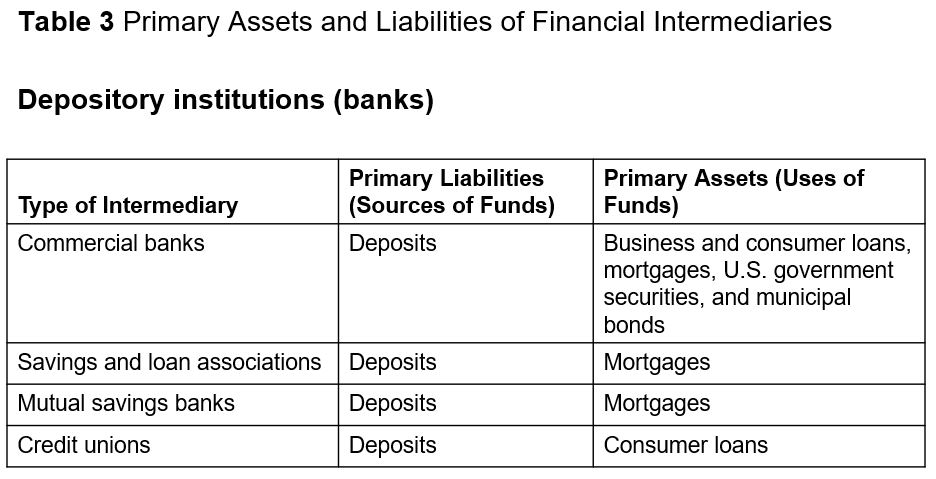 Table 3 Primary Assets and Liabilities of Financial Intermediaries
Depository institutions (banks)
Type of Intermediary
Primary Liabilities
(Sources of Funds)
Primary Assets (Uses of
Funds)
Commercial banks
Deposits
Business and consumer loans,
mortgages, U.S. government
securities, and municipal
bonds
Savings and loan associations
Deposits
Mortgages
Mutual savings banks
Deposits
Mortgages
Credit unions
Deposits
Consumer loans